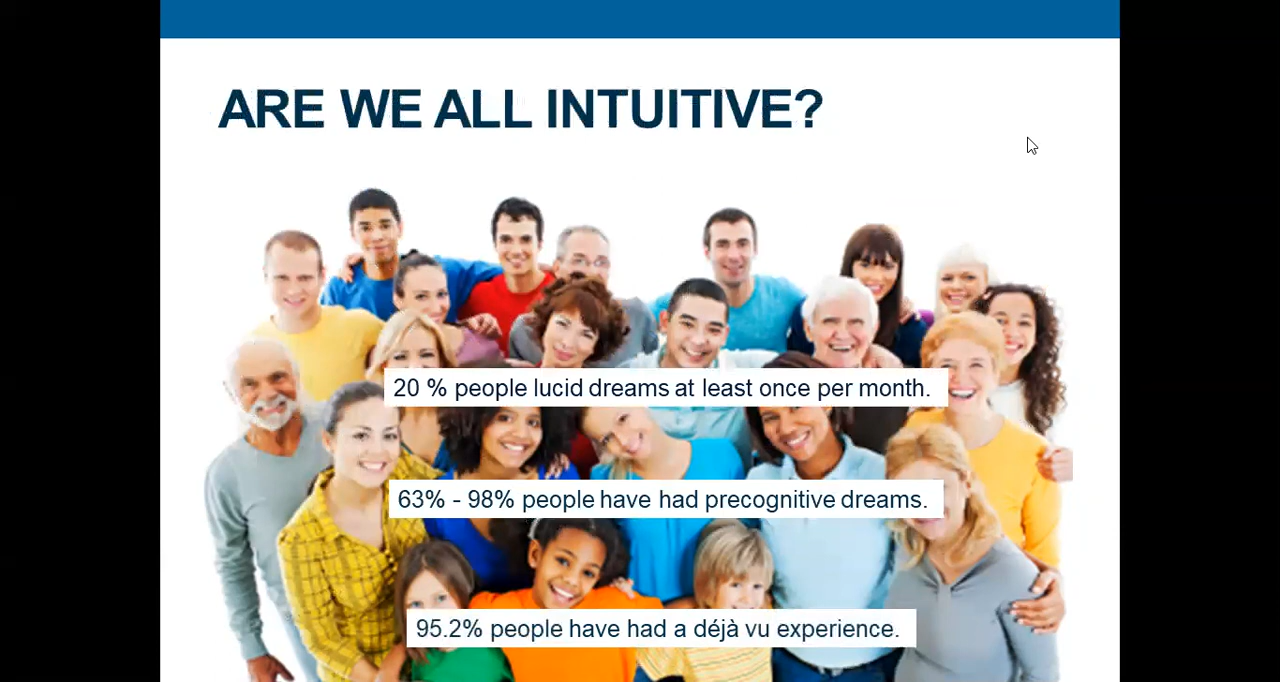 ARE WE ALL INTUITIVE?
20 % people lucid dreams at least once per month.
63% - 98% people have had precognitive dreams.
95.2% people have had a déjà vu experience.